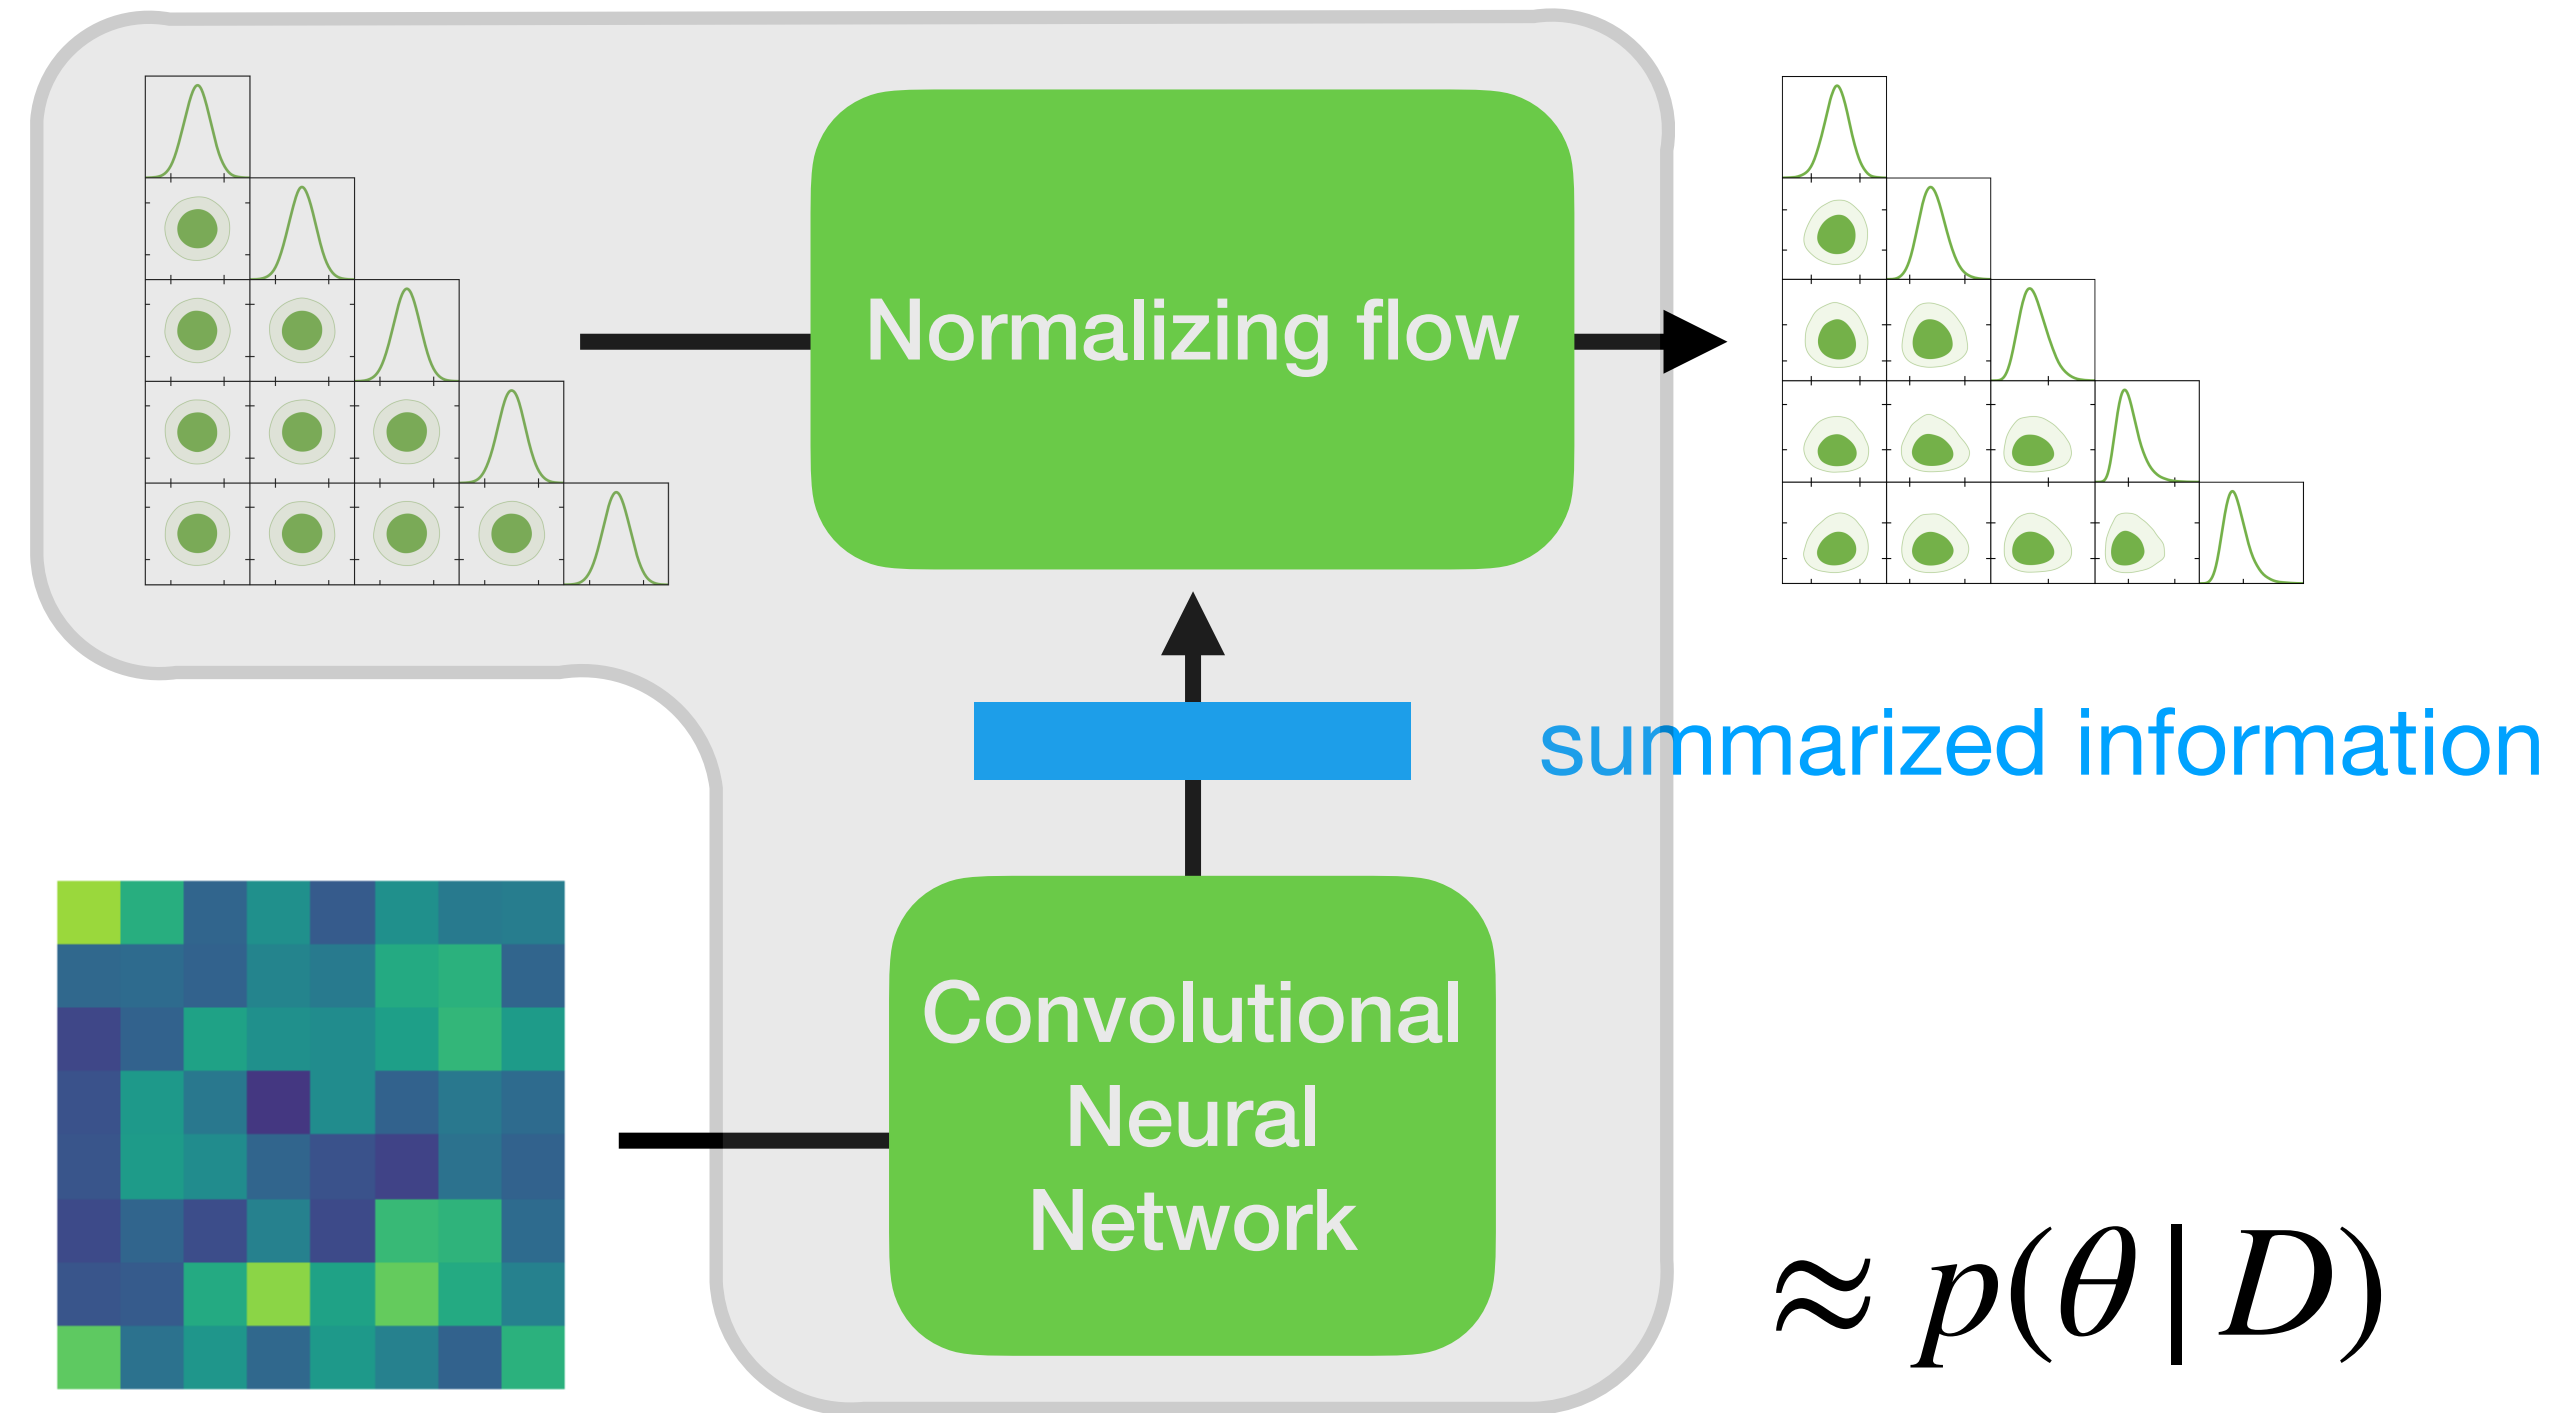 Normalizing flow
summarized information
Convolutional
Neural
Network
≈ p(θ | D)